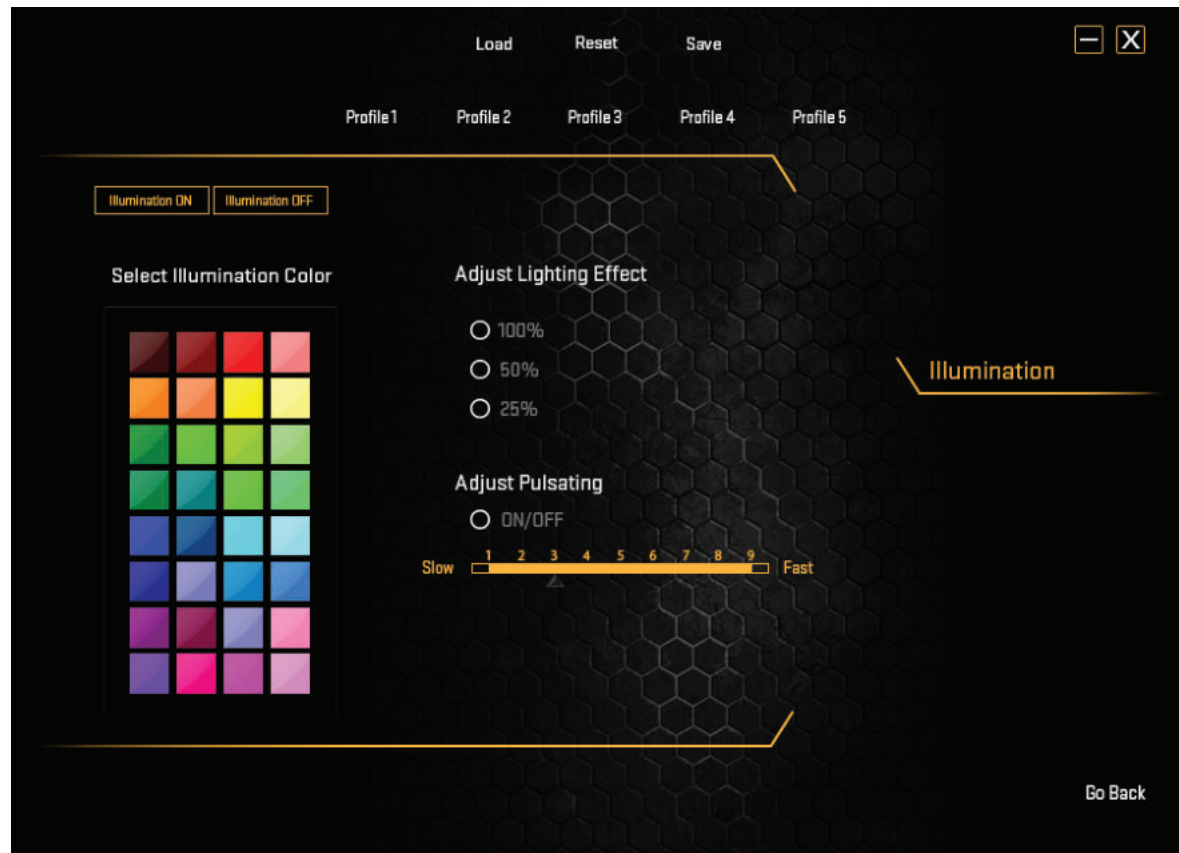 Load Reset Save
X
Profile 1 Profile 2 Profile 3 Profile 4 Profile 5
Illumination ON Illumination OFF
Select Illumination Color
Adjust Lighting Effect
100%
50%
25%
Illumination
Adjust Pulsating
ON/OFF
1 2 3 4 5 6 7 8 9
Slow Fast
Go Back